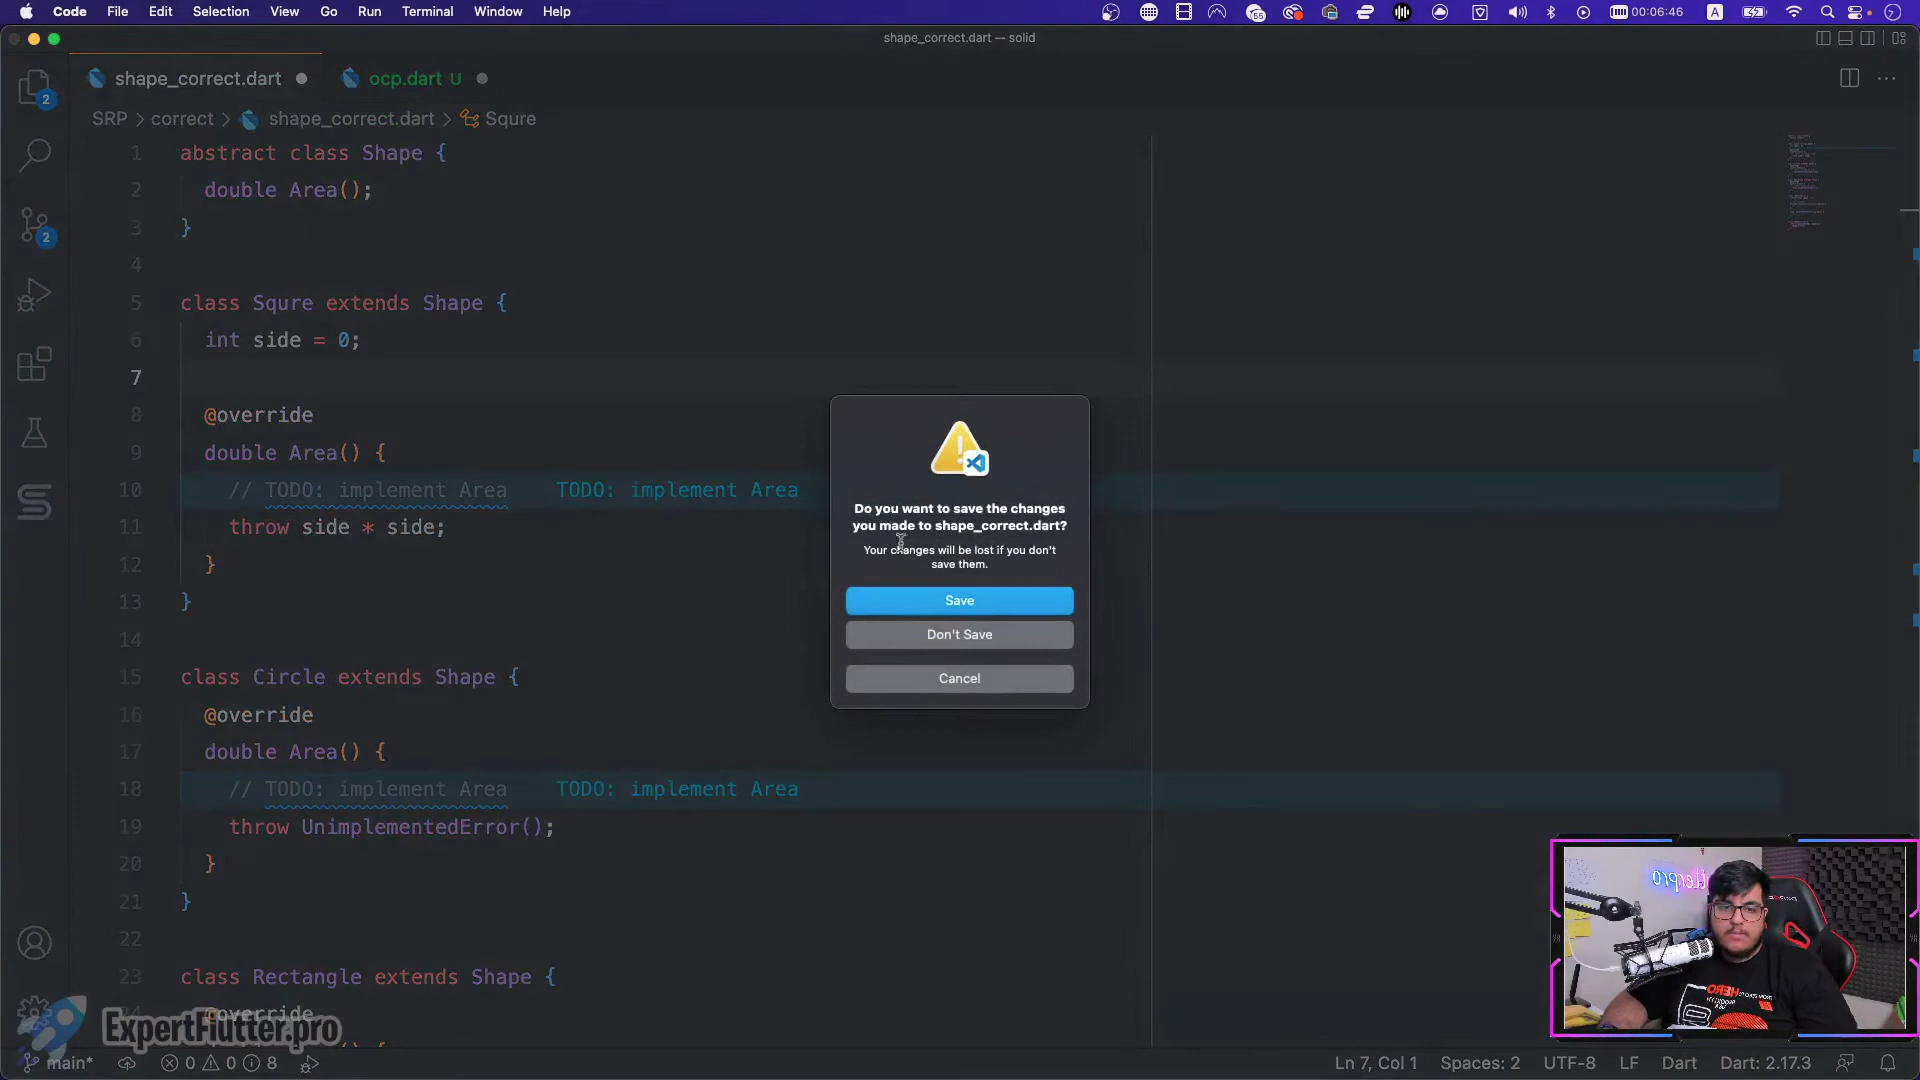 Code File Edit Selection View Go Run Terminal Window Help
55 00:06:46 A
shape_correct.dart — solid
shape_correct.dart ocp.dart U
2
SRP > correct > shape_correct.dart > Squre
1 abstract class Shape {
2 double Area();
2
3 }
4
5 class Squre extends Shape {
6 int side = 0;
7
8 @override
9 double Area() {
10 // TODO: implement Area TODO: implement Area
11 throw side * side;
12 }
13 }
14
15 class Circle extends Shape {
16 @override
17 double Area() {
18 // TODO: implement Area TODO: implement Area
19 throw UnimplementedError();
20 }
21 }
22
23 class Rectangle extends Shape {
24 @override
Do you want to save the changes
you made to shape_correct.dart?
Your changes will be lost if you don't
save them.
Save
Don't Save
Cancel
ExpertFlutter.pro
main* 0 0 8 Ln 7, Col 1 Spaces: 2 UTF-8 LF Dart Dart: 2.17.3